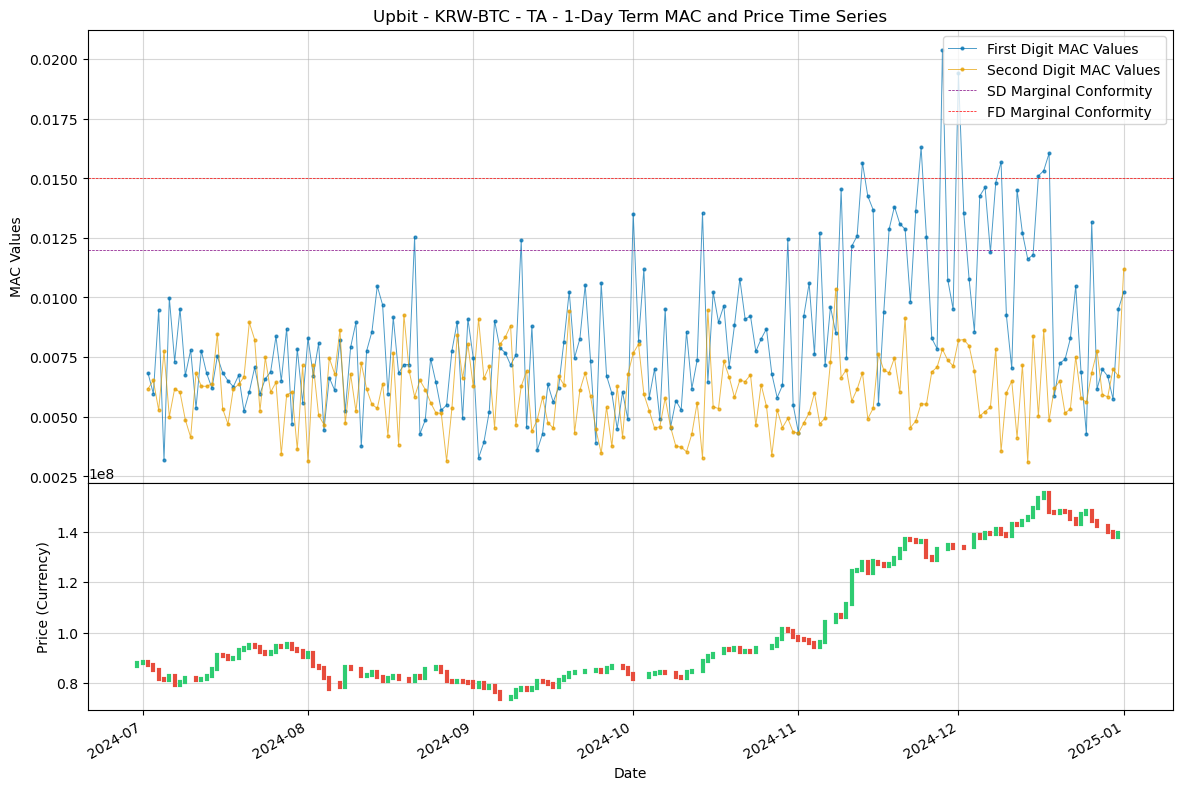 Upbit - KRW-BTC - TA - 1-Day Term MAC and Price Time Series
First Digit MAC Values
Second Digit MAC Values
SD Marginal Conformity
FD Marginal Conformity
MAC Values
0.0200
0.0175
0.0150
0.0125
0.0100
0.0075
0.0050
0.0025
1e8
Price (Currency)
1.4
1.2
1.0
0.8
2024-07
2024-08
2024-09
2024-10
2024-11
2024-12
2025-01
Date